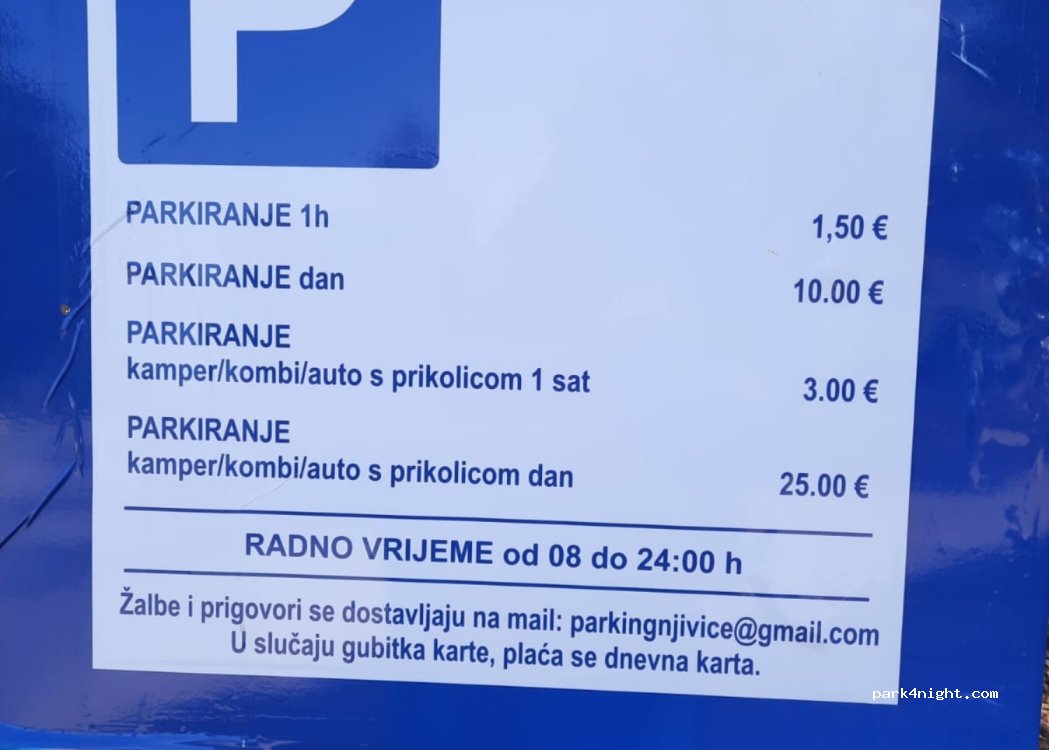 P
PARKIRANJE 1h 1,50 €
PARKIRANJE dan 10.00 €
PARKIRANJE
kamper/kombi/auto s prikolicom 1 sat 3.00 €
PARKIRANJE
kamper/kombi/auto s prikolicom dan 25.00 €
RADNO VRIJEME od 08 do 24:00 h
Žalbe i prigovori se dostavljaju na mail: parkingnjivice@gmail.com
U slučaju gubitka karte, plaća se dnevna karta.
park4night.com